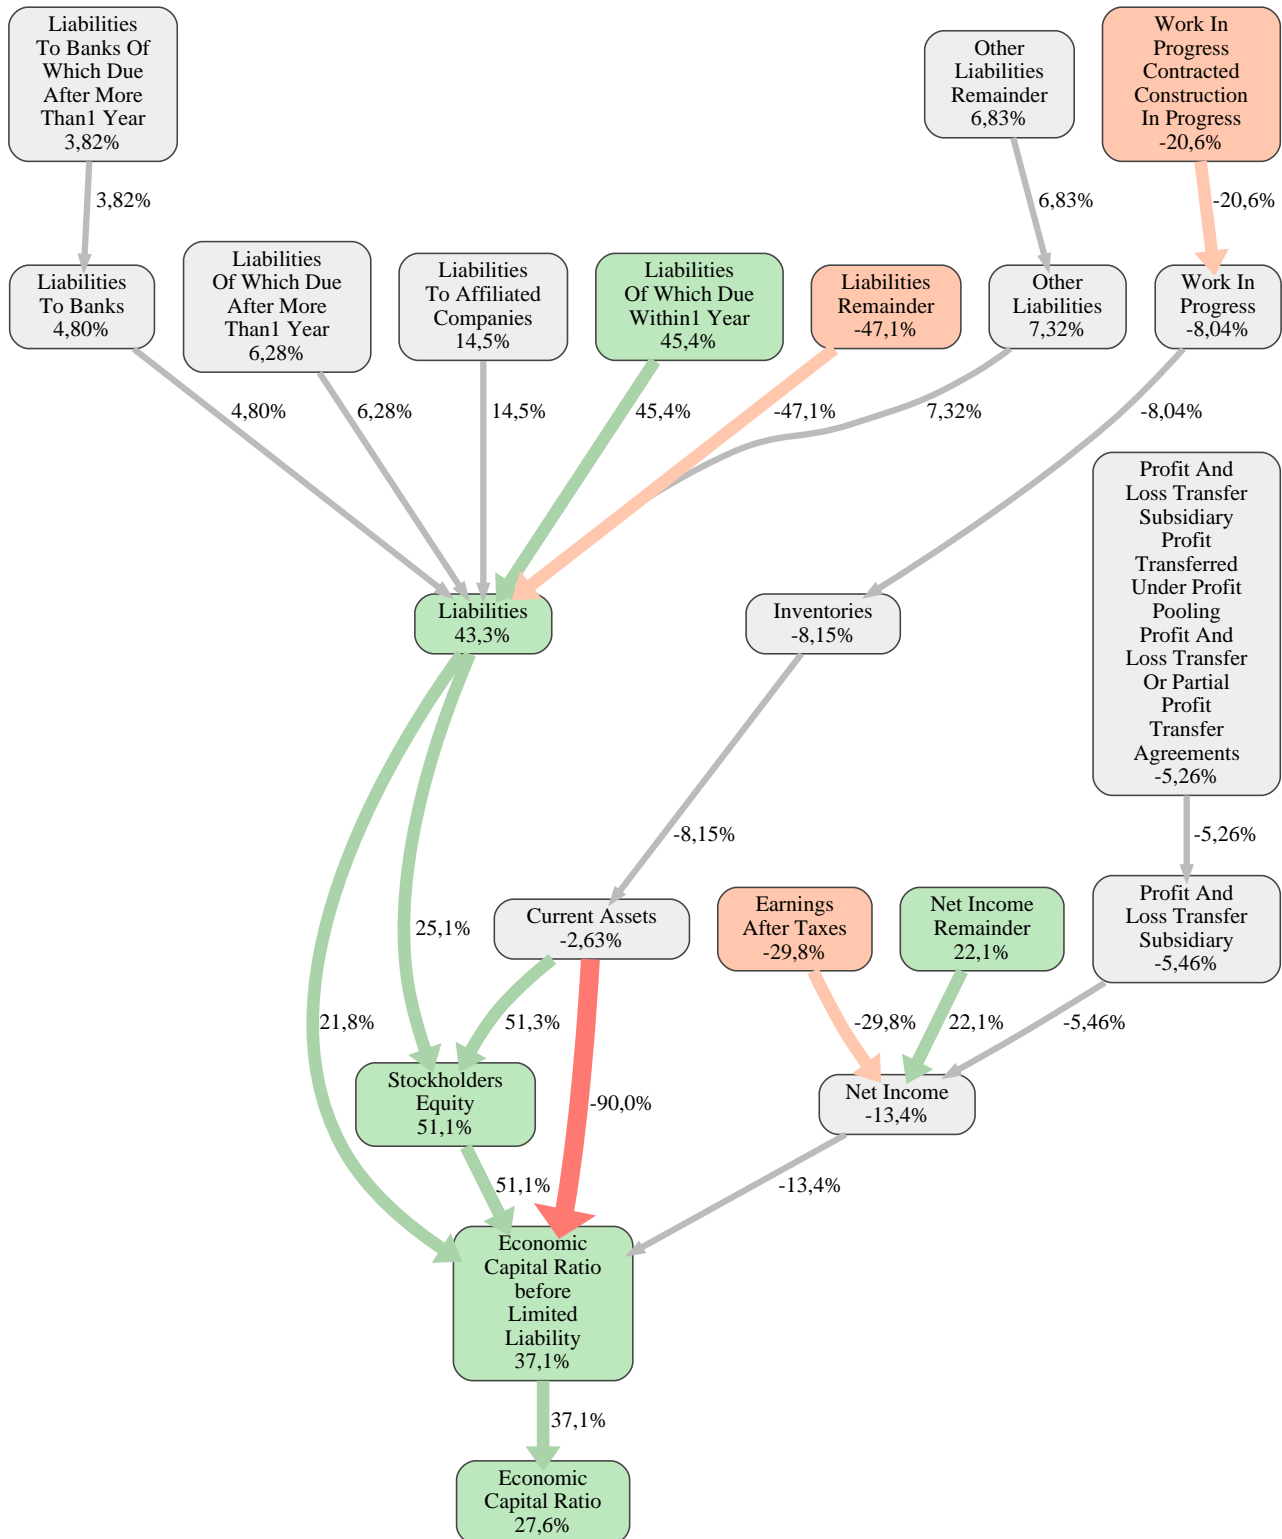 Liabilities
To Banks Of
Which Due
After More
Than1 Year
3,82%
Other
Liabilities
Remainder
6,83%
Work In
Progress
Contracted
Construction
In Progress
-20,6%
3,82%
6,83%
-20,6%
Liabilities
To Banks
4,80%
Liabilities
Of Which Due
After More
Than1 Year
6,28%
Liabilities
To Affiliated
Companies
14,5%
Liabilities
Of Which Due
Within1 Year
45,4%
Liabilities
Remainder
-47,1%
Other
Liabilities
7,32%
Work In
Progress
-8,04%
4,80%
6,28%
14,5%
45,4%
-47,1%
7,32%
-8,04%
Profit And
Loss Transfer
Subsidiary
Profit
Transferred
Under Profit
Pooling
Profit And
Loss Transfer
Or Partial
Profit
Transfer
Agreements
-5,26%
Liabilities
43,3%
Inventories
-8,15%
-8,15%
-5,26%
Current Assets
-2,63%
Earnings
After Taxes
-29,8%
Net Income
Remainder
22,1%
Profit And
Loss Transfer
Subsidiary
-5,46%
25,1%
21,8%
51,3%
-29,8%
22,1%
-5,46%
Stockholders
Equity
51,1%
-90,0%
Net Income
-13,4%
51,1%
-13,4%
Economic
Capital Ratio
before
Limited
Liability
37,1%
37,1%
Economic
Capital Ratio
27,6%